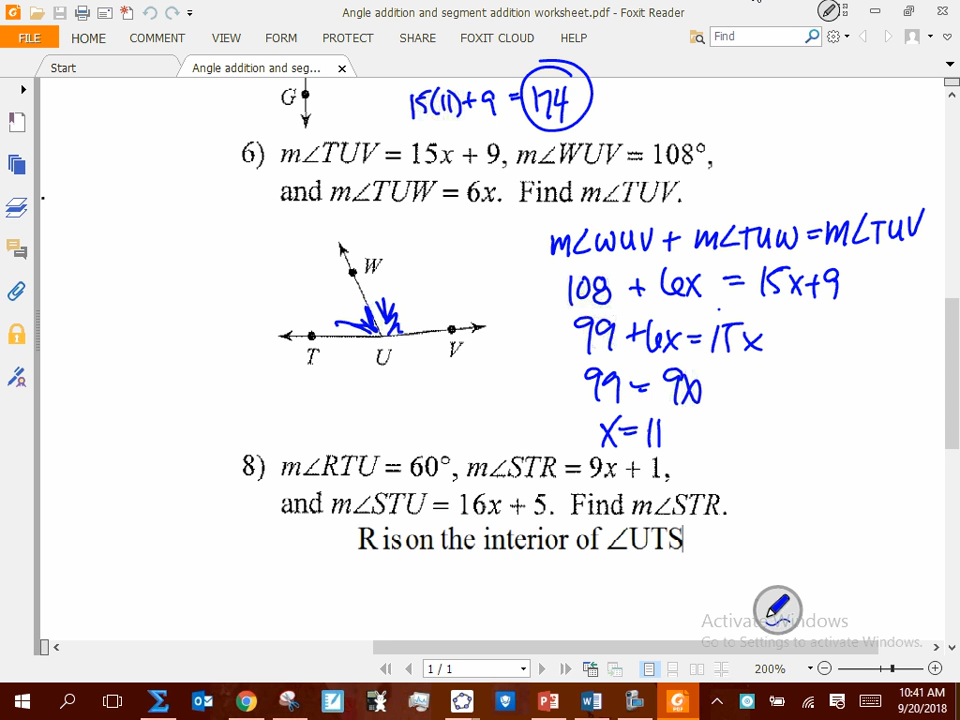 Angle addition and segment addition worksheet.pdf - Foxit Reader
FILE HOME COMMENT VIEW FORM PROTECT SHARE FOXIT CLOUD HELP Find
Start Angle addition and seg...
G 15(11)+9 = 174
6) m∠TUV = 15x + 9, m∠WUV = 108°,
and m∠TUW = 6x. Find m∠TUV.
m∠WUV + m∠TUW = m∠TUV
W
108 + 6x = 15x+9
99 + 6x = 15x
T U V
99 = 9x
x = 11
8) m∠RTU = 60°, m∠STR = 9x + 1,
and m∠STU = 16x + 5. Find m∠STR.
R is on the interior of ∠UTS
Activate Windows
Go to Settings to activate Windows.
1 / 1 200%
10:41 AM
9/20/2018